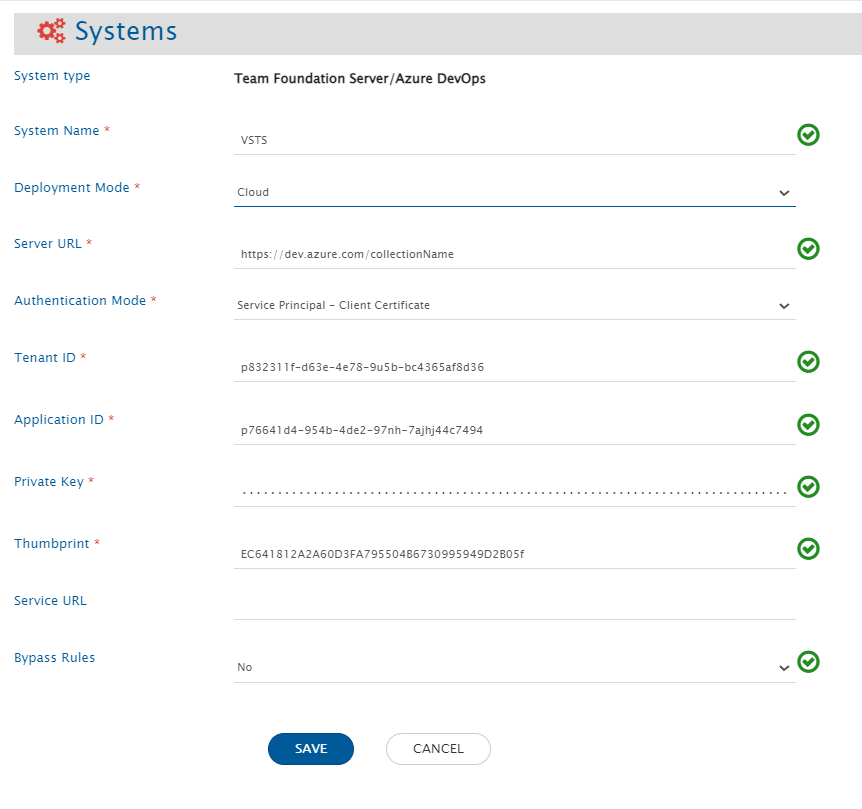 Systems
System type
Team Foundation Server/Azure DevOps
System Name *
VSTS
Deployment Mode *
Cloud
Server URL *
https://dev.azure.com/collectionName
Authentication Mode *
Service Principal - Client Certificate
Tenant ID *
p832311f-d63e-4e78-9u5b-bc4365af8d36
Application ID *
p76641d4-954b-4de2-97nh-7ajhj44c7494
Private Key *
Thumbprint *
EC641812A2A60D3FA795504B6730995949D2B05f
Service URL
Bypass Rules
No
SAVE
CANCEL